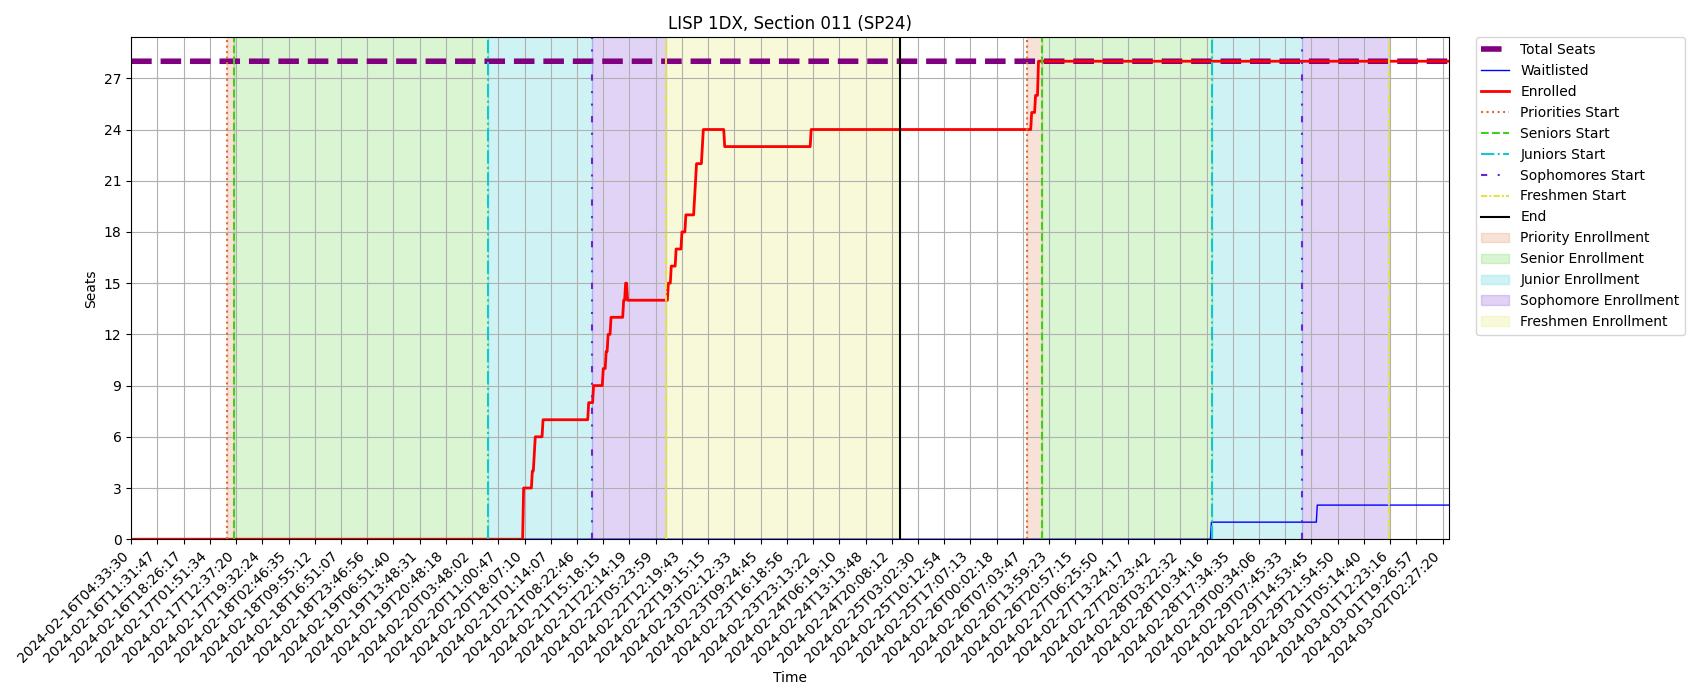 LISP 1DX, Section 011 (SP24)
Seats
27
24
21
18
15
12
9
6
3
0
2024-02-16T04:33:30
2024-02-16T11:31:47
2024-02-16T18:26:17
2024-02-17T01:51:34
2024-02-17T12:37:20
2024-02-17T19:32:24
2024-02-18T02:46:35
2024-02-18T09:55:12
2024-02-18T16:51:07
2024-02-18T23:46:56
2024-02-19T06:51:40
2024-02-19T13:48:31
2024-02-19T20:48:18
2024-02-20T03:48:02
2024-02-20T11:00:47
2024-02-20T18:07:10
2024-02-21T01:14:07
2024-02-21T08:22:46
2024-02-21T15:18:15
2024-02-21T22:14:19
2024-02-22T05:23:59
2024-02-22T12:19:43
2024-02-22T19:15:15
2024-02-23T02:12:33
2024-02-23T09:24:45
2024-02-23T16:18:56
2024-02-23T23:13:22
2024-02-24T06:19:10
2024-02-24T13:13:48
2024-02-24T20:08:12
2024-02-25T03:02:30
2024-02-25T10:12:54
2024-02-25T17:07:13
2024-02-26T00:02:18
2024-02-26T07:03:47
2024-02-26T13:59:23
2024-02-26T20:57:15
2024-02-27T06:25:50
2024-02-27T13:24:17
2024-02-27T20:23:42
2024-02-28T03:22:32
2024-02-28T10:34:16
2024-02-28T17:34:35
2024-02-29T00:34:06
2024-02-29T07:45:33
2024-02-29T14:53:45
2024-02-29T21:54:50
2024-03-01T05:14:40
2024-03-01T12:23:16
2024-03-01T19:26:57
2024-03-02T02:27:20
Time
Total Seats
Waitlisted
Enrolled
Priorities Start
Seniors Start
Juniors Start
Sophomores Start
Freshmen Start
End
Priority Enrollment
Senior Enrollment
Junior Enrollment
Sophomore Enrollment
Freshmen Enrollment